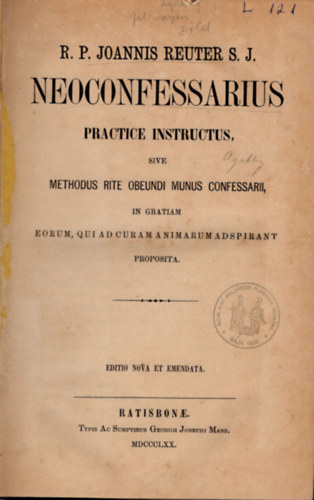 L 121
R. P. JOANNIS REUTER S. J.
NEOCONFESSARIUS
PRACTICE INSTRUCTUS,
SIVE
METHODUS RITE OBEUNDI MUNUS CONFESSARII,
IN GRATIAM
EORUM, QUI AD CURAM ANIMARUM ADSPIRANT
PROPOSITA.
EDITIO NOVA ET EMENDATA.
RATISBONÆ.
Typis Ac Sumptibus Georgii Josephi Manz.
MDCCCLXX.